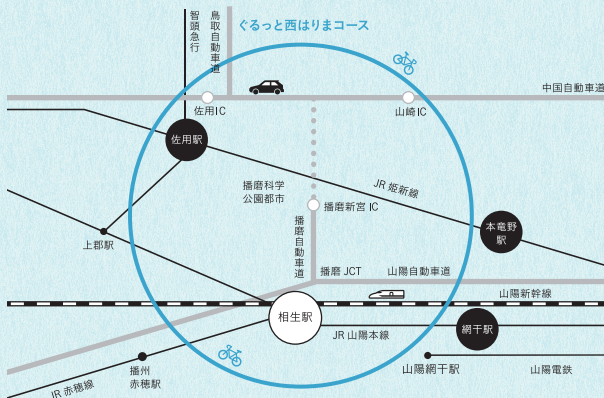 智頭急行
鳥取自動車道
ぐるっと西はりまコース
中国自動車道
佐用IC
山崎IC
佐用駅
播磨科学
公園都市
JR 姫新線
播磨新宮 IC
本竜野
駅
上郡駅
播磨自動車道
播磨 JCT
山陽自動車道
山陽新幹線
相生駅
JR 山陽本線
網干駅
播州
赤穂駅
山陽網干駅
山陽電鉄
JR 赤穂線